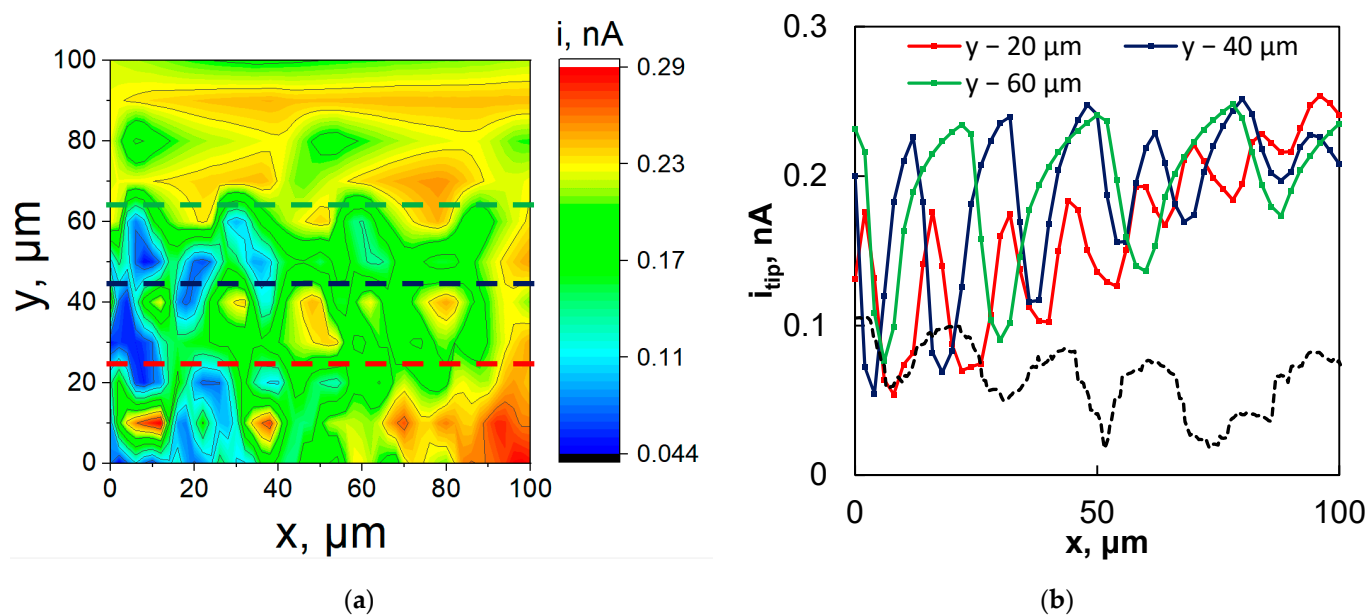 i, nA
100
80
60
40
20
0
y, µm
0 20 40 60 80 100
x, µm
0.29
0.23
0.17
0.11
0.044
(a)
0.3
0.2
0.1
0
i_tip, nA
y − 20 µm
y − 40 µm
y − 60 µm
0 50 100
x, µm
(b)